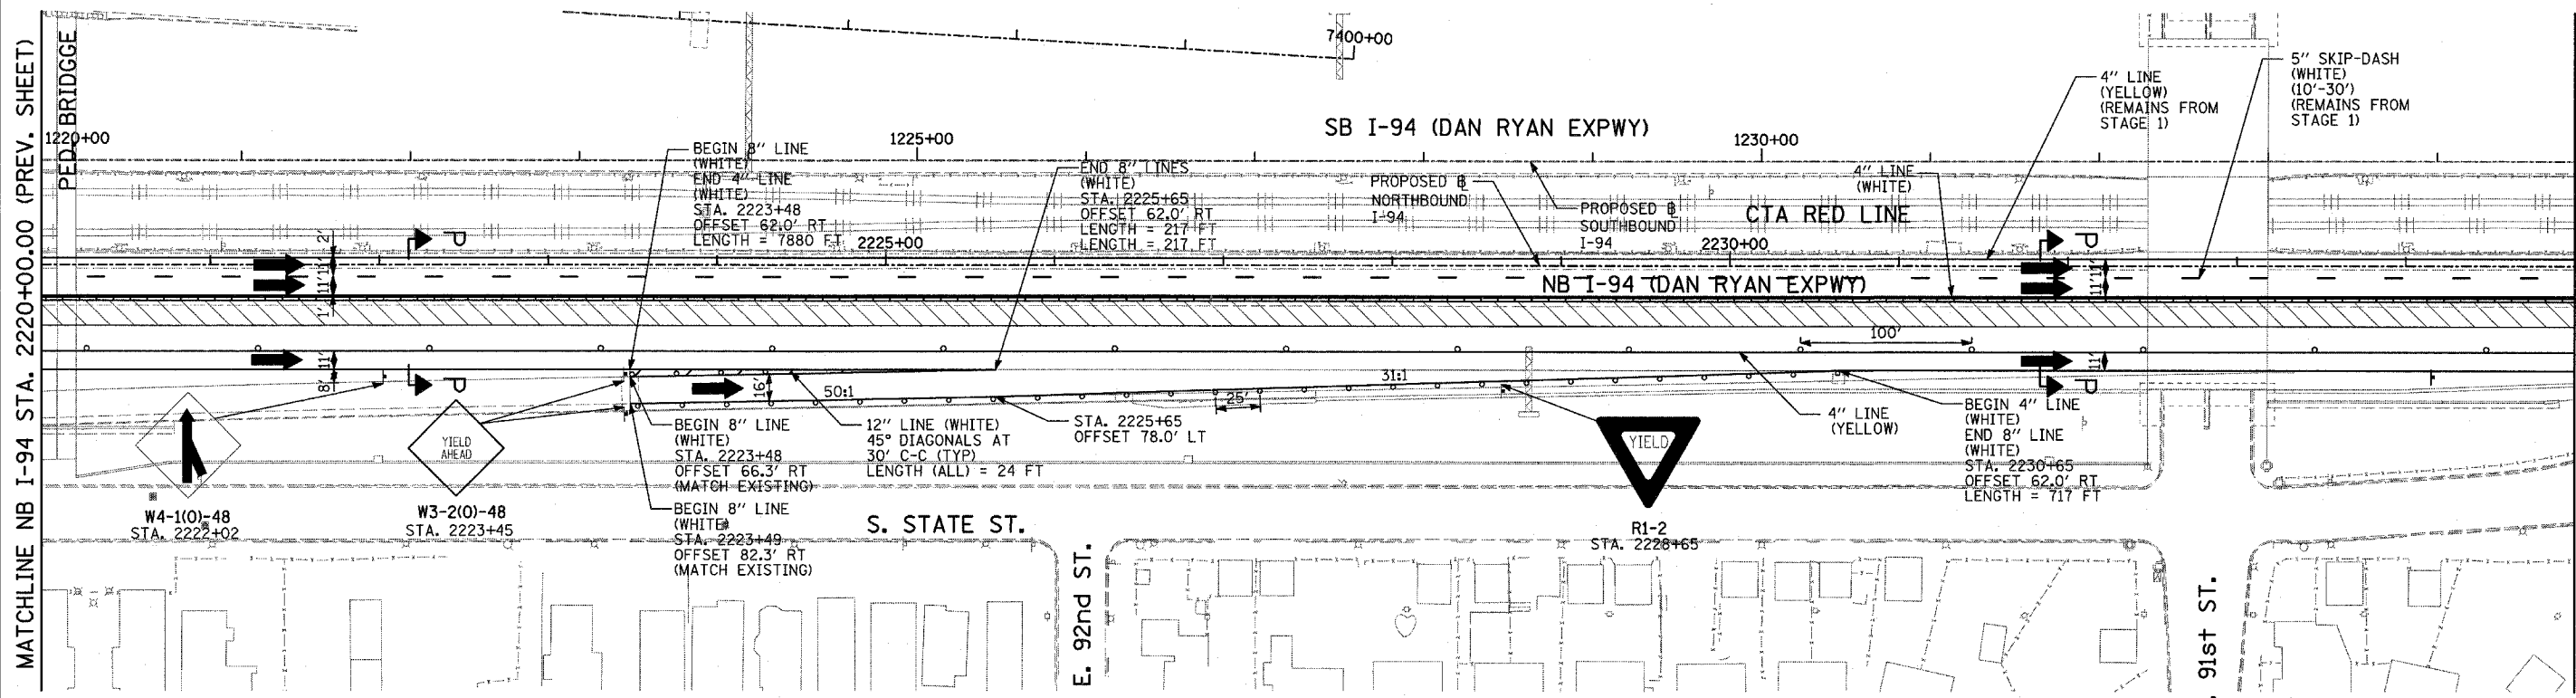 MATCHLINE NB I-94 STA. 2220+00.00 (PREV. SHEET)
PED. BRIDGE
7400+00
1220+00
1225+00
1230+00
SB I-94 (DAN RYAN EXPWY)
BEGIN 8" LINE
(WHITE)
END 4" LINE
(WHITE)
STA. 2223+48
OFFSET 62.0' RT
LENGTH = 7880 FT
END 8" LINES
(WHITE)
STA. 2225+65
OFFSET 62.0' RT
LENGTH = 217 FT
LENGTH = 217 FT
PROPOSED ℄
NORTHBOUND
I-94
PROPOSED ℄
SOUTHBOUND
I-94
4" LINE
(WHITE)
CTA RED LINE
4" LINE
(YELLOW)
(REMAINS FROM
STAGE 1)
5" SKIP-DASH
(WHITE)
(10'-30')
(REMAINS FROM
STAGE 1)
2225+00
2230+00
P
P
2'
11'
11'
1'
11'
11'
NB I-94 (DAN RYAN EXPWY)
100'
11'
8'
11'
P
P
16'
50:1
31:1
25'
YIELD
AHEAD
YIELD
BEGIN 8" LINE
(WHITE)
STA. 2223+48
OFFSET 66.3' RT
(MATCH EXISTING)
12" LINE (WHITE)
45° DIAGONALS AT
30' C-C (TYP)
LENGTH (ALL) = 24 FT
STA. 2225+65
OFFSET 78.0' LT
4" LINE
(YELLOW)
BEGIN 4" LINE
(WHITE)
END 8" LINE
(WHITE)
STA. 2230+65
OFFSET 62.0' RT
LENGTH = 717 FT
W4-1(O)-48
STA. 2222+02
W3-2(O)-48
STA. 2223+45
BEGIN 8" LINE
(WHITE)
STA. 2223+49
OFFSET 82.3' RT
(MATCH EXISTING)
S. STATE ST.
R1-2
STA. 2228+65
E. 92nd ST.
91st ST.